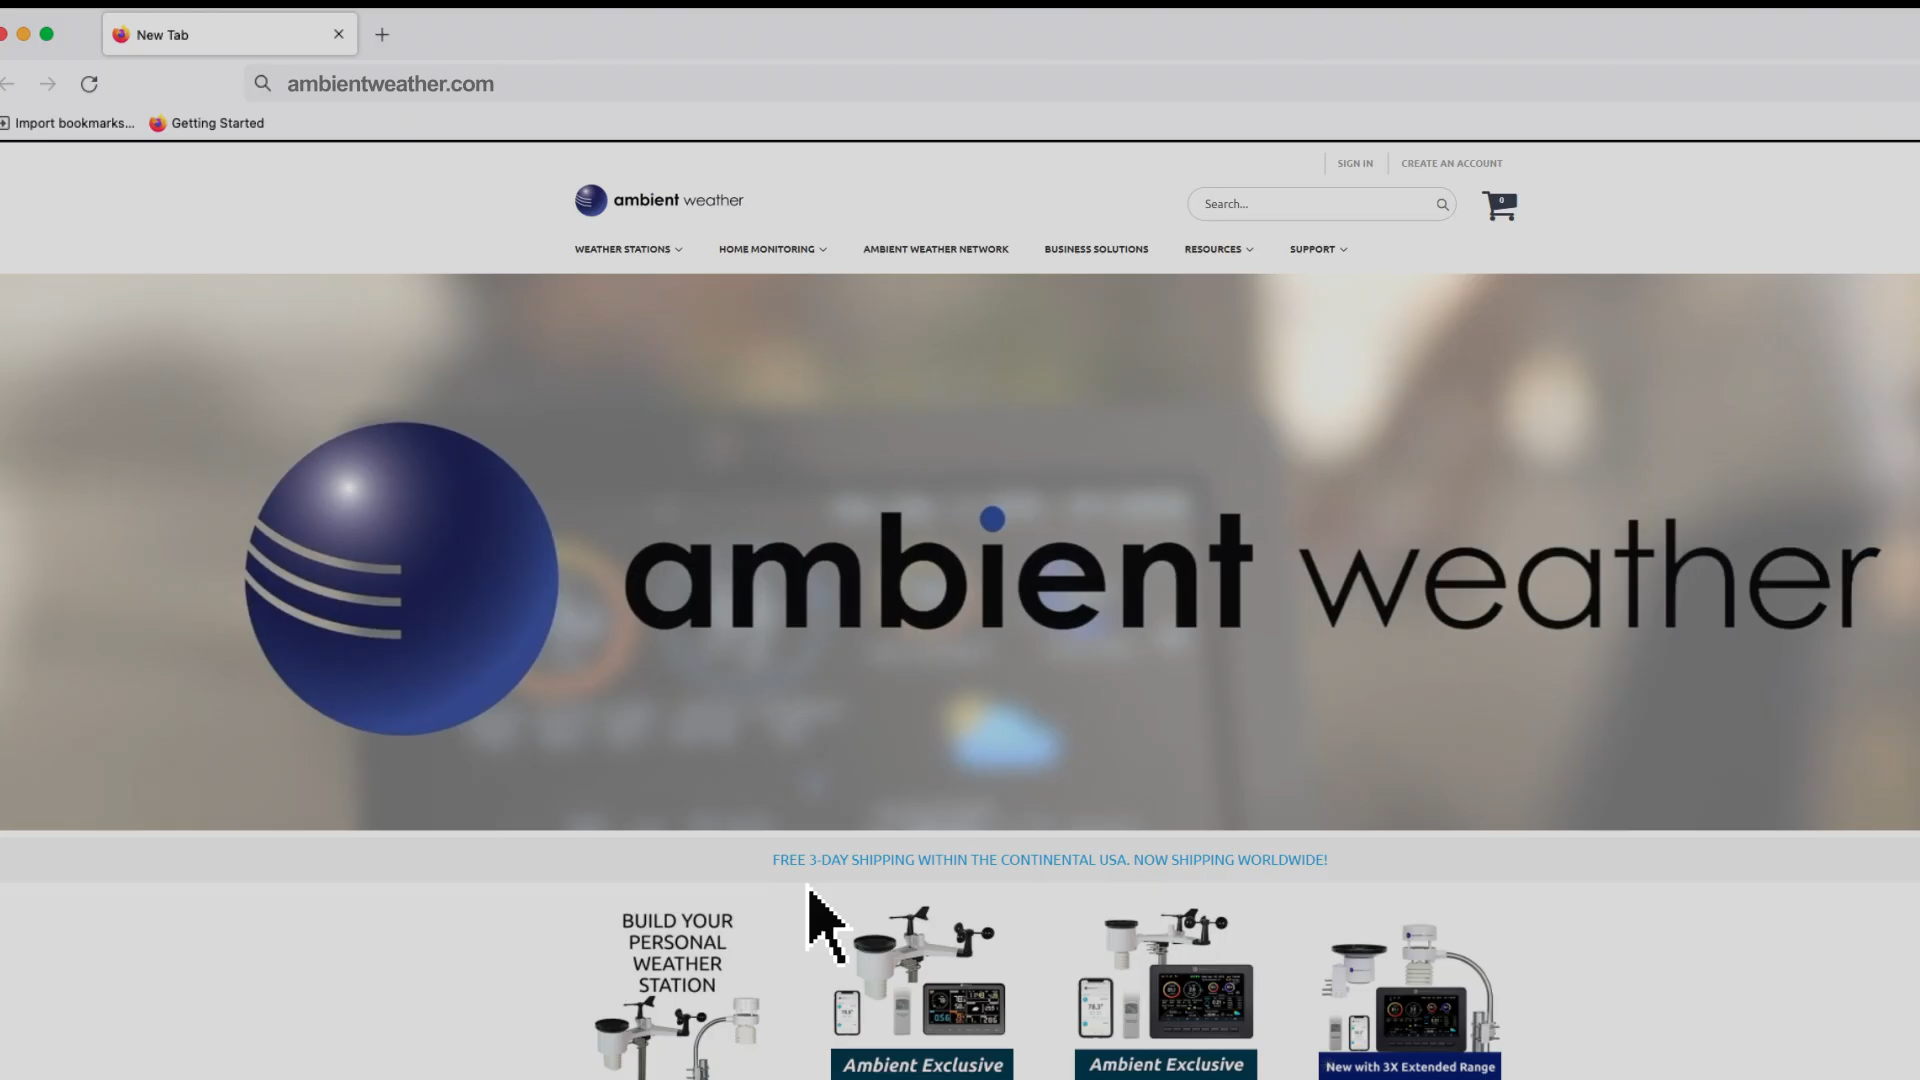 New Tab
ambientweather.com
Import bookmarks...
Getting Started
SIGN IN
CREATE AN ACCOUNT
ambient weather
Search...
0
WEATHER STATIONS
HOME MONITORING
AMBIENT WEATHER NETWORK
BUSINESS SOLUTIONS
RESOURCES
SUPPORT
ambient weather
FREE 3-DAY SHIPPING WITHIN THE CONTINENTAL USA. NOW SHIPPING WORLDWIDE!
BUILD YOUR
PERSONAL
WEATHER
STATION
Ambient Exclusive
Ambient Exclusive
New with 3X Extended Range